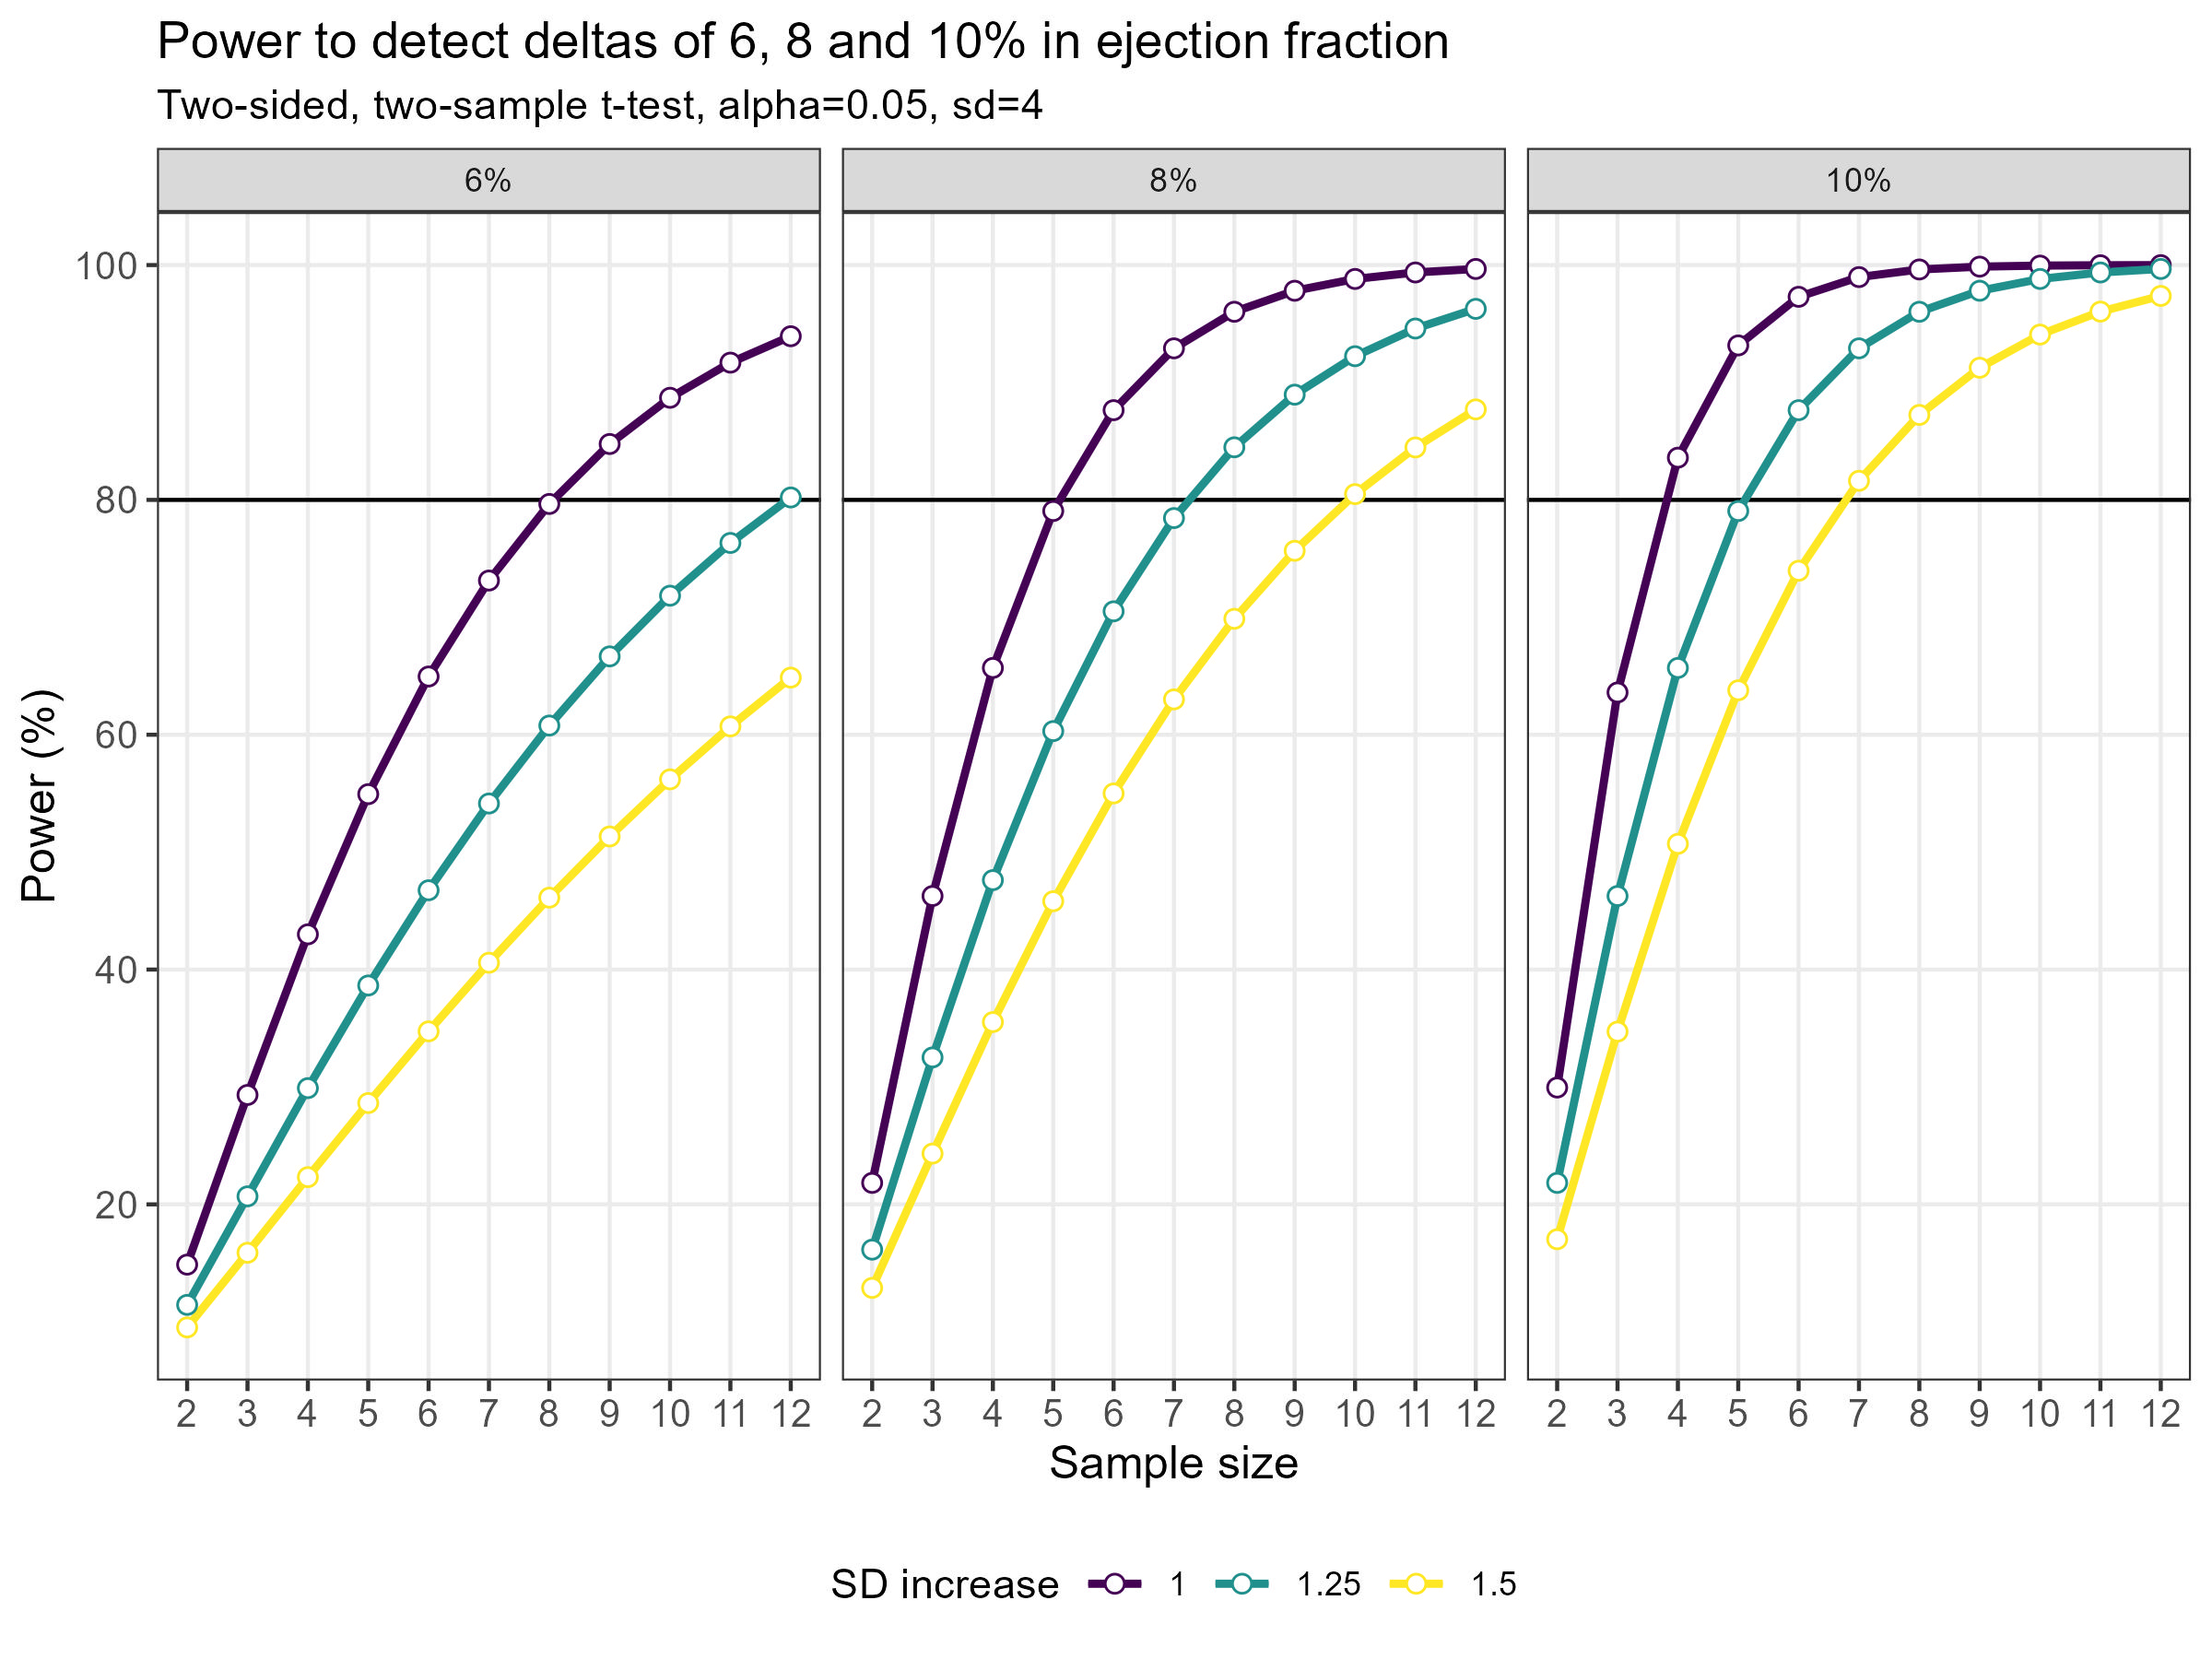 Power to detect deltas of 6, 8 and 10% in ejection fraction
Two-sided, two-sample t-test, alpha=0.05, sd=4
6% 8% 10%
100
80
60
40
20
Power (%)
2 3 4 5 6 7 8 9 10 11 12 2 3 4 5 6 7 8 9 10 11 12 2 3 4 5 6 7 8 9 10 11 12
Sample size
SD increase 1 1.25 1.5